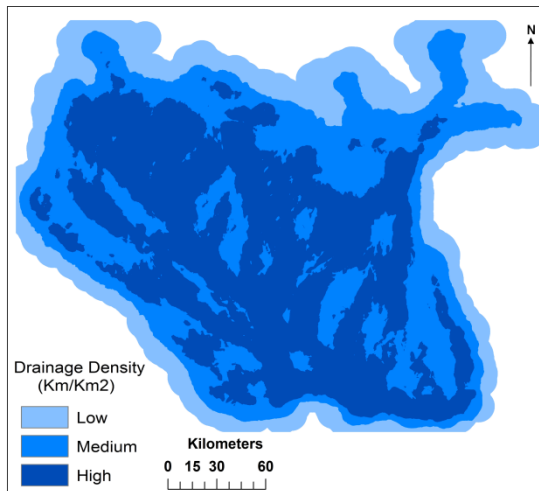 N
Drainage Density
(Km/Km2)
Low
Medium
High
Kilometers
0 15 30 60